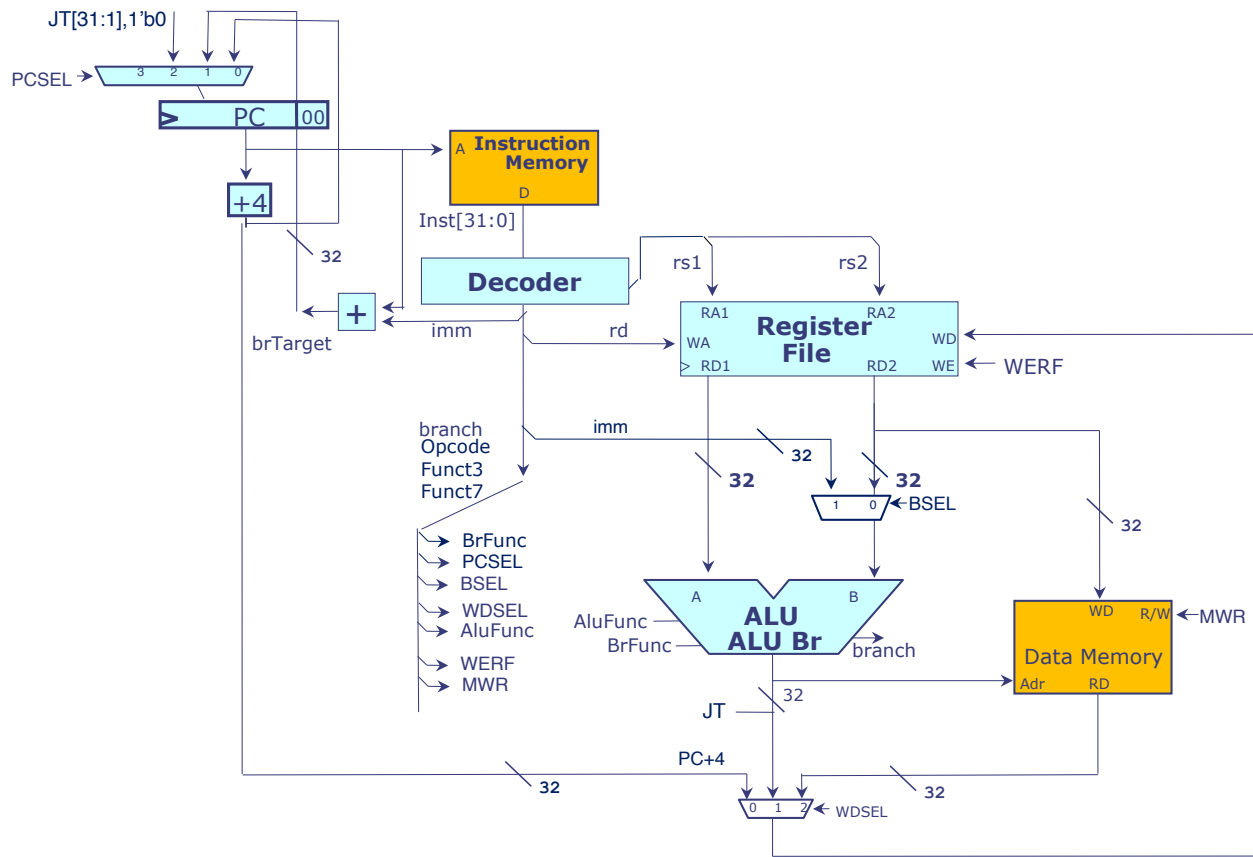 JT[31:1],1'b0
PCSEL
3 2 1 0
PC 00
+4
32
A Instruction
Memory
D
Inst[31:0]
Decoder
rs1
rs2
+
brTarget
imm
rd
RA1
RA2
Register
File
WA
WD
RD1
RD2
WE
WERF
branch
Opcode
Funct3
Funct7
imm
32
32
32
1 0
BSEL
32
BrFunc
PCSEL
BSEL
WDSEL
AluFunc
WERF
MWR
A
B
ALU
ALU Br
AluFunc
BrFunc
branch
WD
R/W
MWR
Data Memory
Adr
RD
32
JT
PC+4
32
32
0 1 2
WDSEL